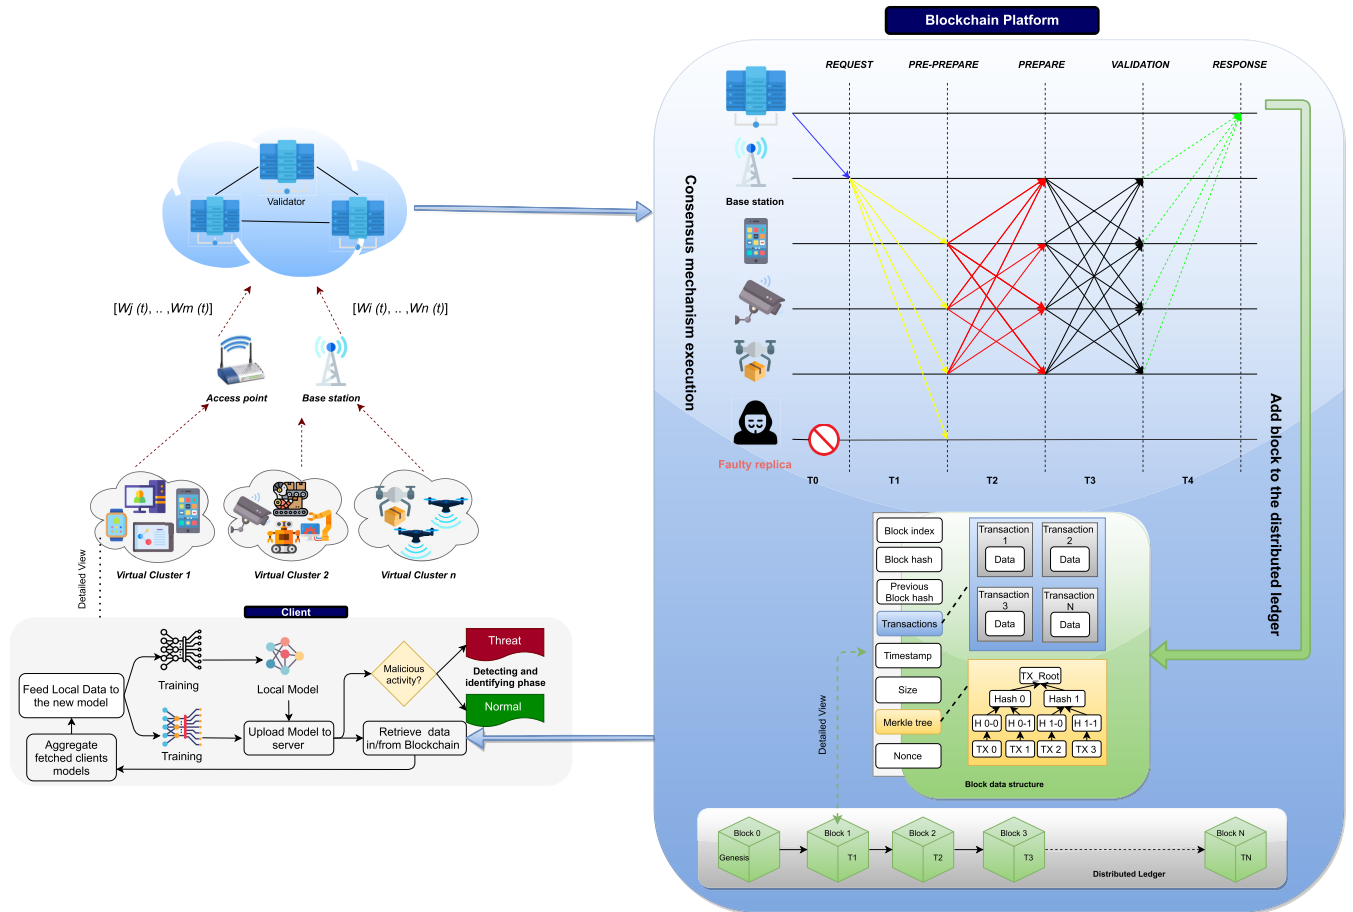 Blockchain Platform
REQUEST
PRE-PREPARE
PREPARE
VALIDATION
RESPONSE
Validator
Base station
Consensus mechanism execution
[Wj (t), .. ,Wm (t)]
[Wi (t), .. ,Wn (t)]
Access point
Base station
Faulty replica
T0
T1
T2
T3
T4
Add block to the distributed ledger
Virtual Cluster 1
Virtual Cluster 2
Virtual Cluster n
Detailed View
Client
Feed Local Data to
the new model
Training
Training
Local Model
Malicious
activity?
Threat
Detecting and
identifying phase
Normal
Upload Model to
server
Retrieve data
in/from Blockchain
Aggregate
fetched clients
models
Block index
Block hash
Previous
Block hash
Transactions
Timestamp
Size
Merkle tree
Nonce
Transaction
1
Data
Transaction
2
Data
Transaction
3
Data
Transaction
N
Data
TX_Root
Hash 0
Hash 1
H 0-0
H 0-1
H 1-0
H 1-1
TX 0
TX 1
TX 2
TX 3
Block data structure
Detailed View
Block 0
Genesis
Block 1
T1
Block 2
T2
Block 3
T3
Block N
TN
Distributed Ledger